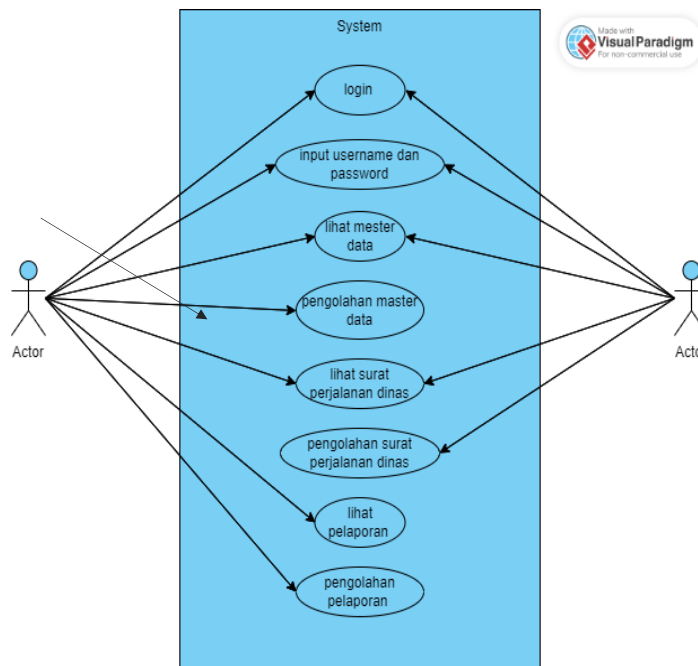 System
Made with
Visual Paradigm
For non-commercial use
login
input username dan
password
lihat mester
data
pengolahan master
data
Actor
Acto
lihat surat
perjalanan dinas
pengolahan surat
perjalanan dinas
lihat
pelaporan
pengolahan
pelaporan